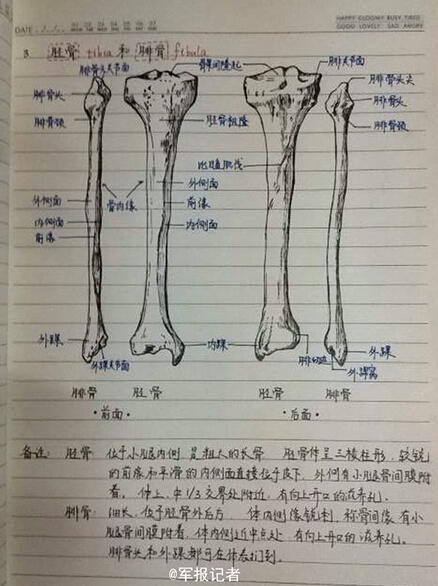 DATE
HAPPY CLOGNIY BUSY TIRED
GOOD LOVELY SAD ANGRY
3 胫骨 tibia 和 腓骨 fibula
腓骨头关节面
髁间隆起
腓关节面
腓骨头
腓骨头尖
腓骨头
腓骨颈
胫骨粗隆
腓骨颈
比目鱼肌线
外侧面
骨间缘
外侧面
前缘
内侧面
前缘
内侧面
外踝
内踝
腓切迹
外踝
外踝关节面
外踝窝
腓骨 胫骨 胫骨 腓骨
·前面· ·后面·
备注: 胫骨: 位于小腿内侧 是粗大的长骨 胫骨体呈三棱柱形, 较锐
的前缘和平滑的内侧面直接位于皮下, 外侧有小腿骨间膜附
着。体上、中1/3交界处附近, 有向上开口的滋养孔.
腓骨: 细长, 位于胫骨外后方 体内侧缘锐利, 称骨间缘 有小
腿骨间膜附着, 体内侧近中点处, 有向上开口的滋养孔.
腓骨头和外踝都可在体表扪到.
@军报记者